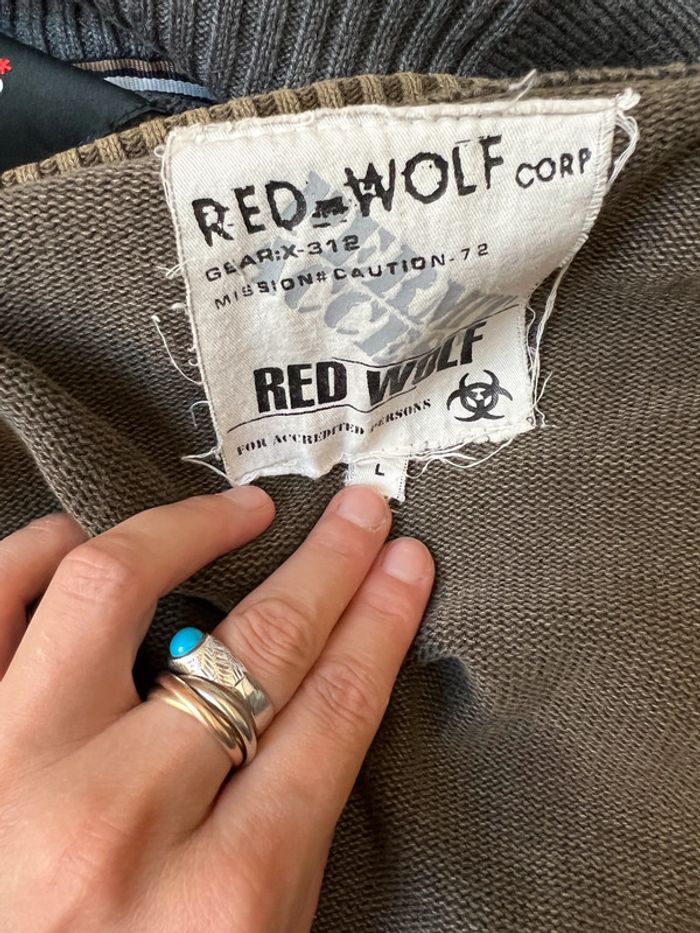 RED WOLF CORP
GEAR:X-312
MISSION#CAUTION-72
RED WOLF
FOR ACCREDITED PERSONS
L